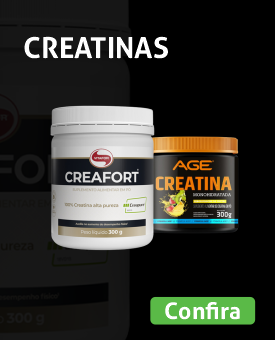 CREATINAS
VITAFOR
CREAFORT
100% Creatina alta pureza
Creapure
Peso líquido 300 g
AGE
CREATINA
MONOHIDRATADA
300g
Confira